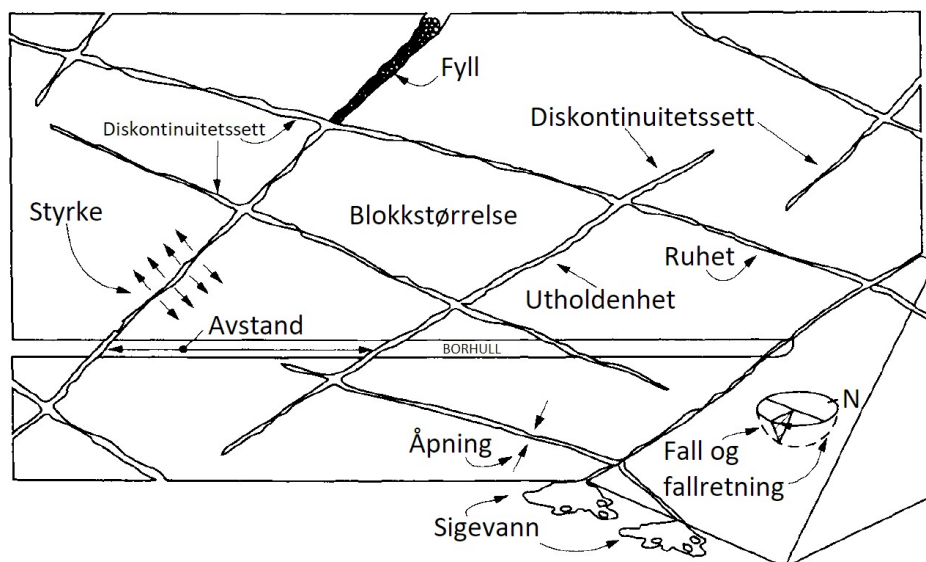 Fyll
Diskontinuitetssett
Diskontinuitetssett
Styrke
Blokkstørrelse
Ruhet
Utholdenhet
Avstand
BORHULL
N
Åpning
Fall og
fallretning
Sigevann